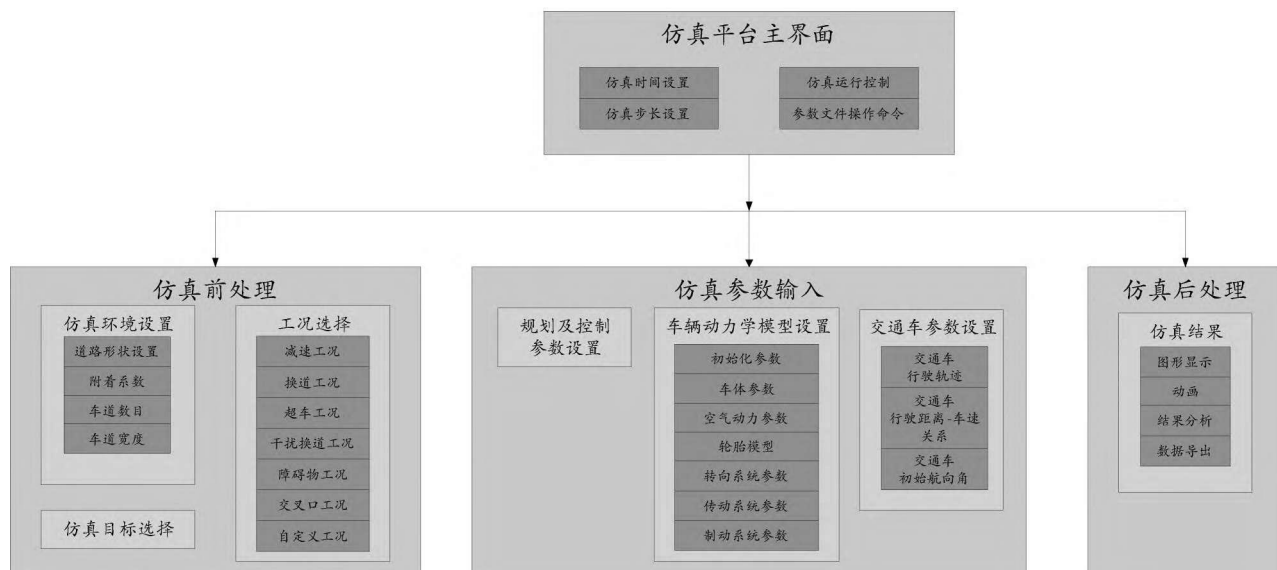 仿真平台主界面
仿真时间设置
仿真步长设置
仿真运行控制
参数文件操作命令
仿真前处理
仿真环境设置
道路形状设置
附着系数
车道数目
车道宽度
仿真目标选择
工况选择
减速工况
换道工况
超车工况
干扰换道工况
障碍物工况
交叉口工况
自定义工况
仿真参数输入
规划及控制
参数设置
车辆动力学模型设置
初始化参数
车体参数
空气动力参数
轮胎模型
转向系统参数
传动系统参数
制动系统参数
交通车参数设置
交通车
行驶轨迹
交通车
行驶距离-车速
关系
交通车
初始航向角
仿真后处理
仿真结果
图形显示
动画
结果分析
数据导出